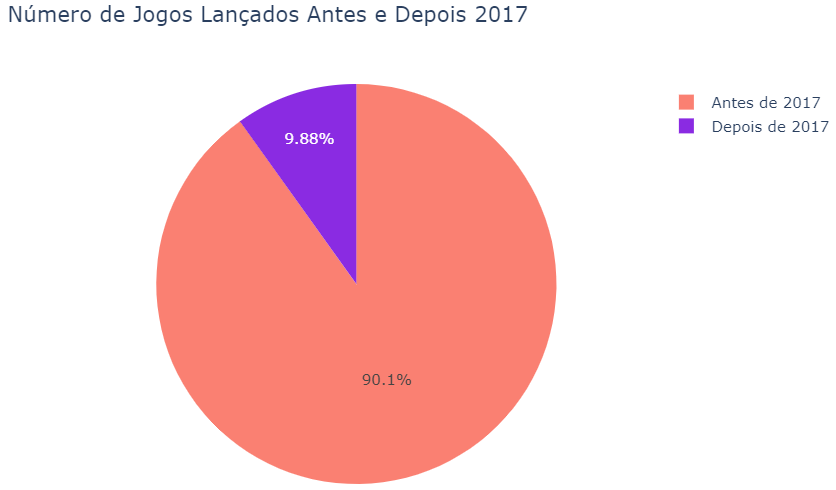 Número de Jogos Lançados Antes e Depois 2017
Antes de 2017
Depois de 2017
9.88%
90.1%